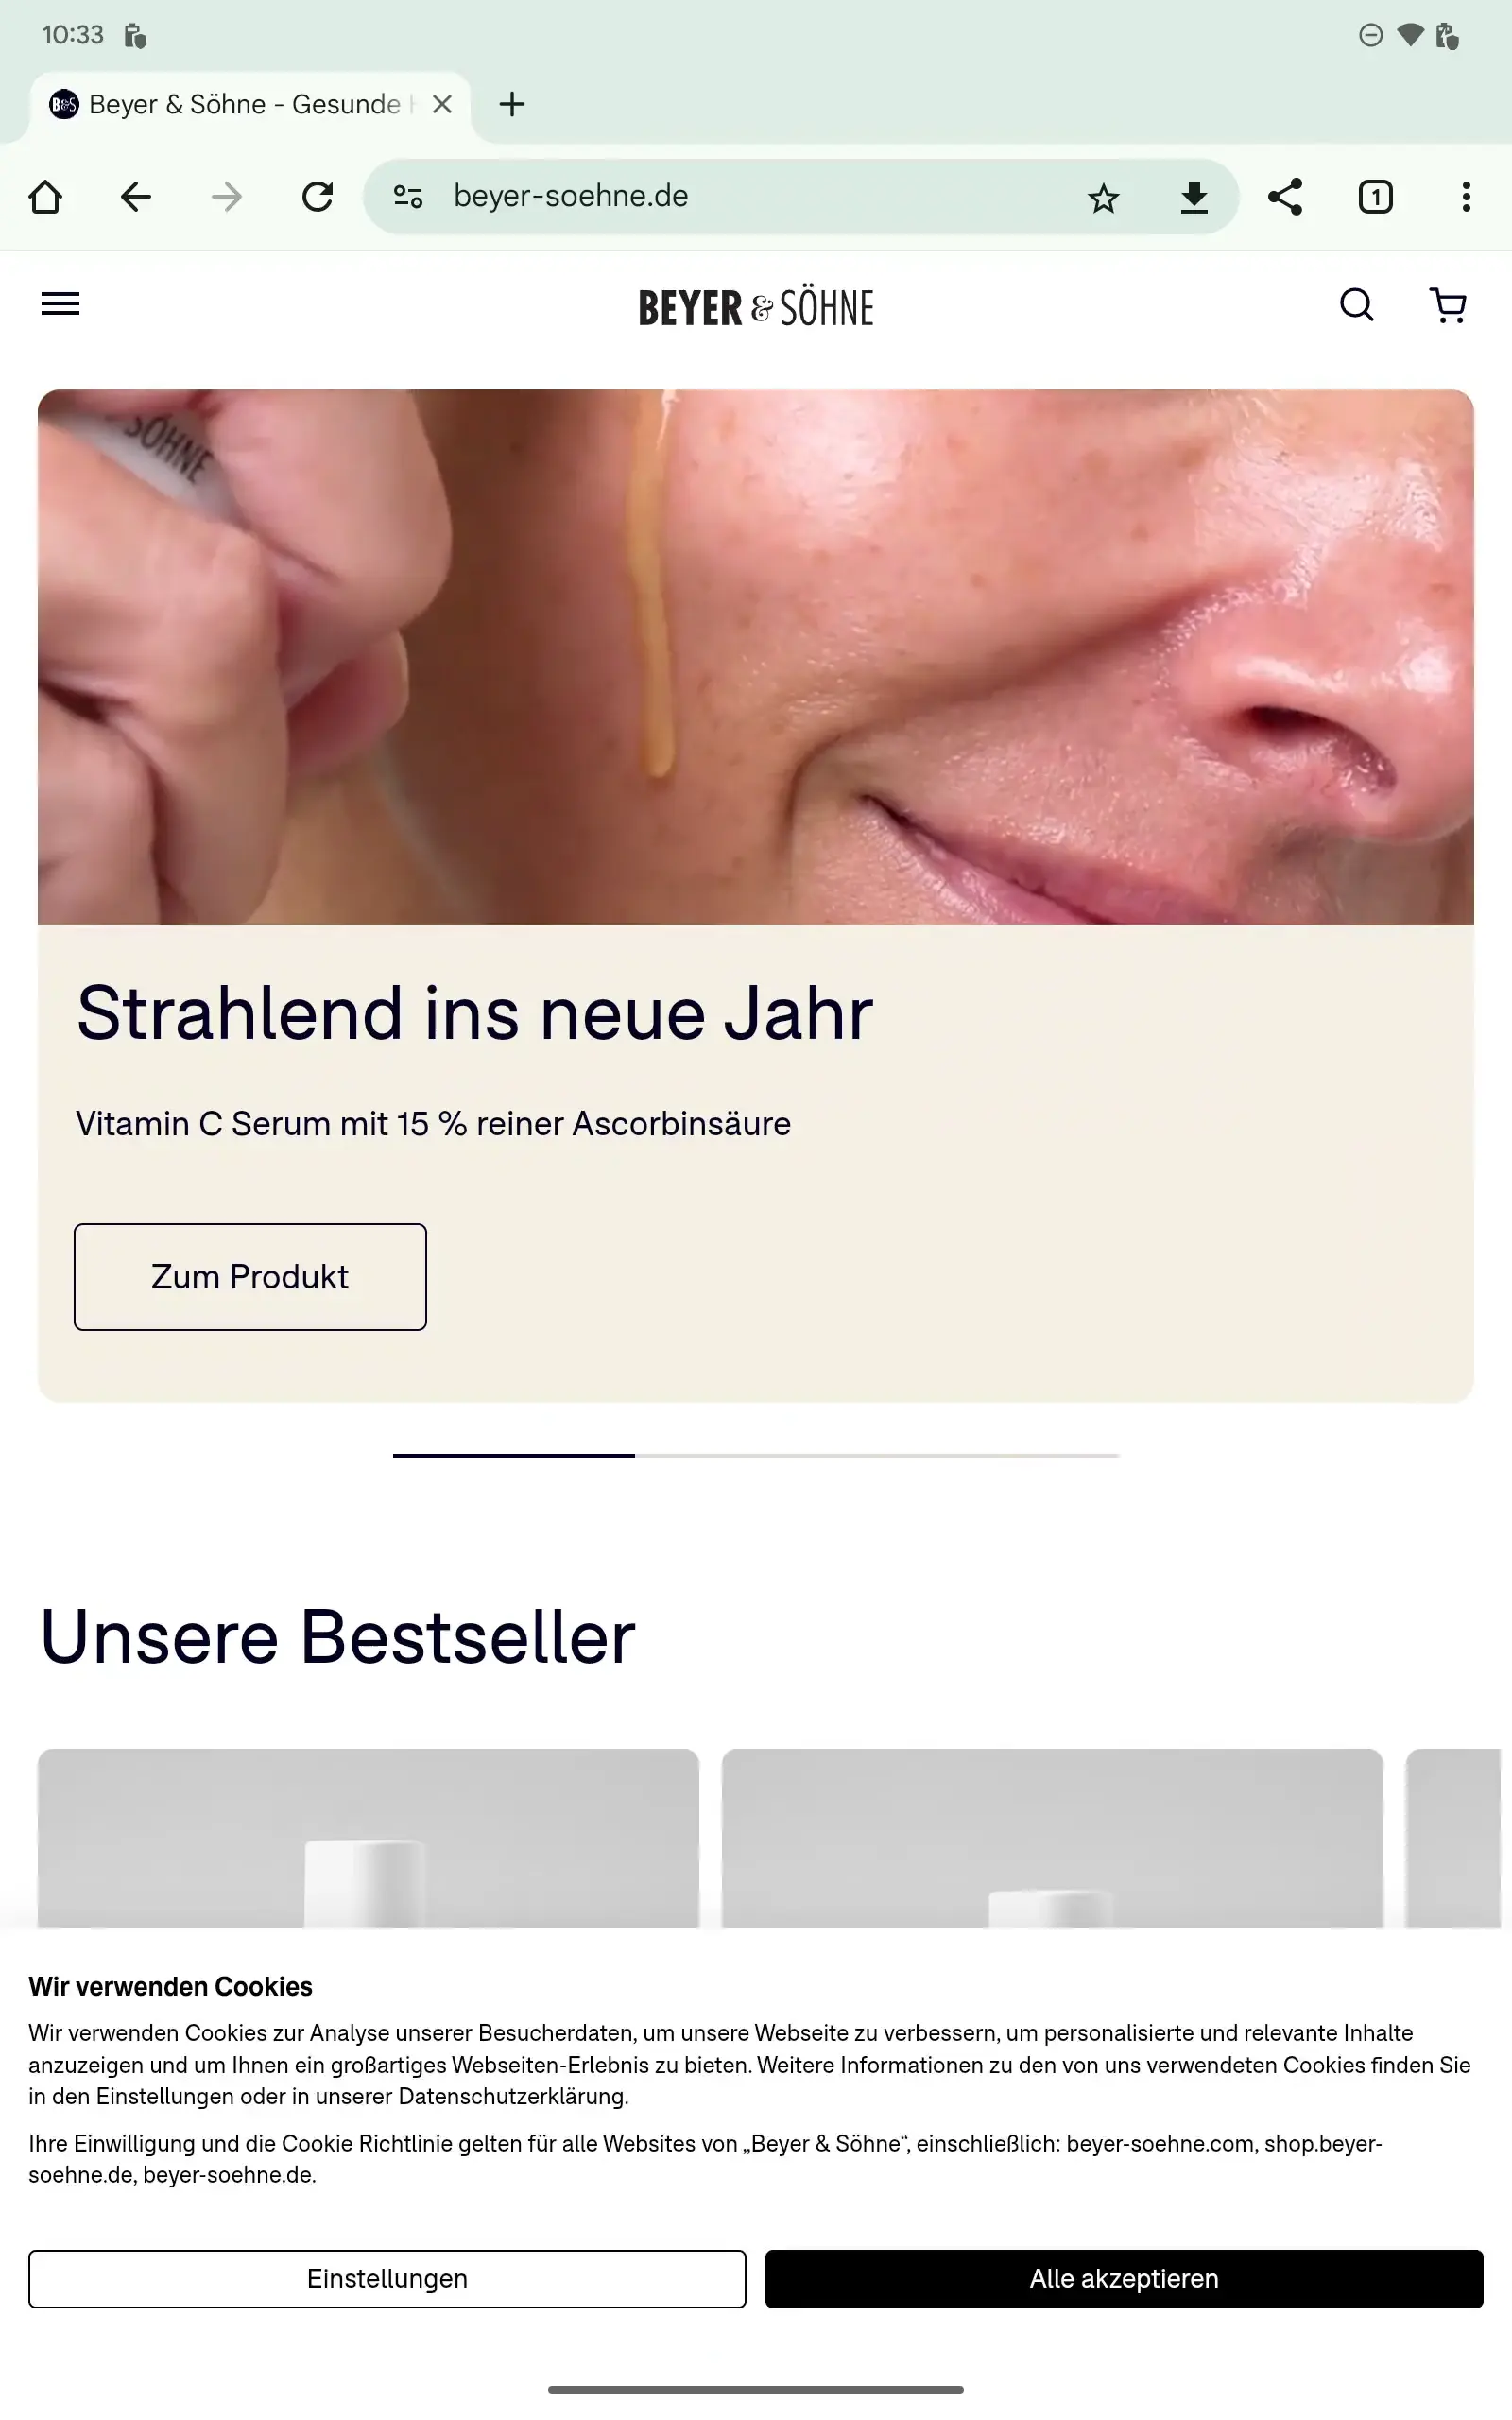 10:33
Beyer & Söhne - Gesunde
beyer-soehne.de
1
BEYER & SÖHNE
SÖHNE
Strahlend ins neue Jahr
Vitamin C Serum mit 15 % reiner Ascorbinsäure
Zum Produkt
Unsere Bestseller
Wir verwenden Cookies
Wir verwenden Cookies zur Analyse unserer Besucherdaten, um unsere Webseite zu verbessern, um personalisierte und relevante Inhalte
anzuzeigen und um Ihnen ein großartiges Webseiten-Erlebnis zu bieten. Weitere Informationen zu den von uns verwendeten Cookies finden Sie
in den Einstellungen oder in unserer Datenschutzerklärung.
Ihre Einwilligung und die Cookie Richtlinie gelten für alle Websites von „Beyer & Söhne“, einschließlich: beyer-soehne.com, shop.beyer-
soehne.de, beyer-soehne.de.
Einstellungen
Alle akzeptieren